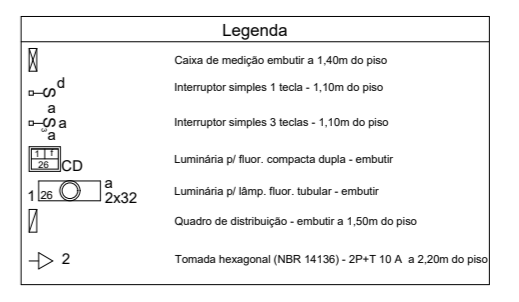 Legenda
Caixa de medição embutir a 1,40m do piso
d
S
Interruptor simples 1 tecla - 1,10m do piso
a
S a
3
a
Interruptor simples 3 teclas - 1,10m do piso
1 1
26 CD
Luminária p/ fluor. compacta dupla - embutir
1 26 a
2x32
Luminária p/ lâmp. fluor. tubular - embutir
Quadro de distribuição - embutir a 1,50m do piso
2
Tomada hexagonal (NBR 14136) - 2P+T 10 A a 2,20m do piso